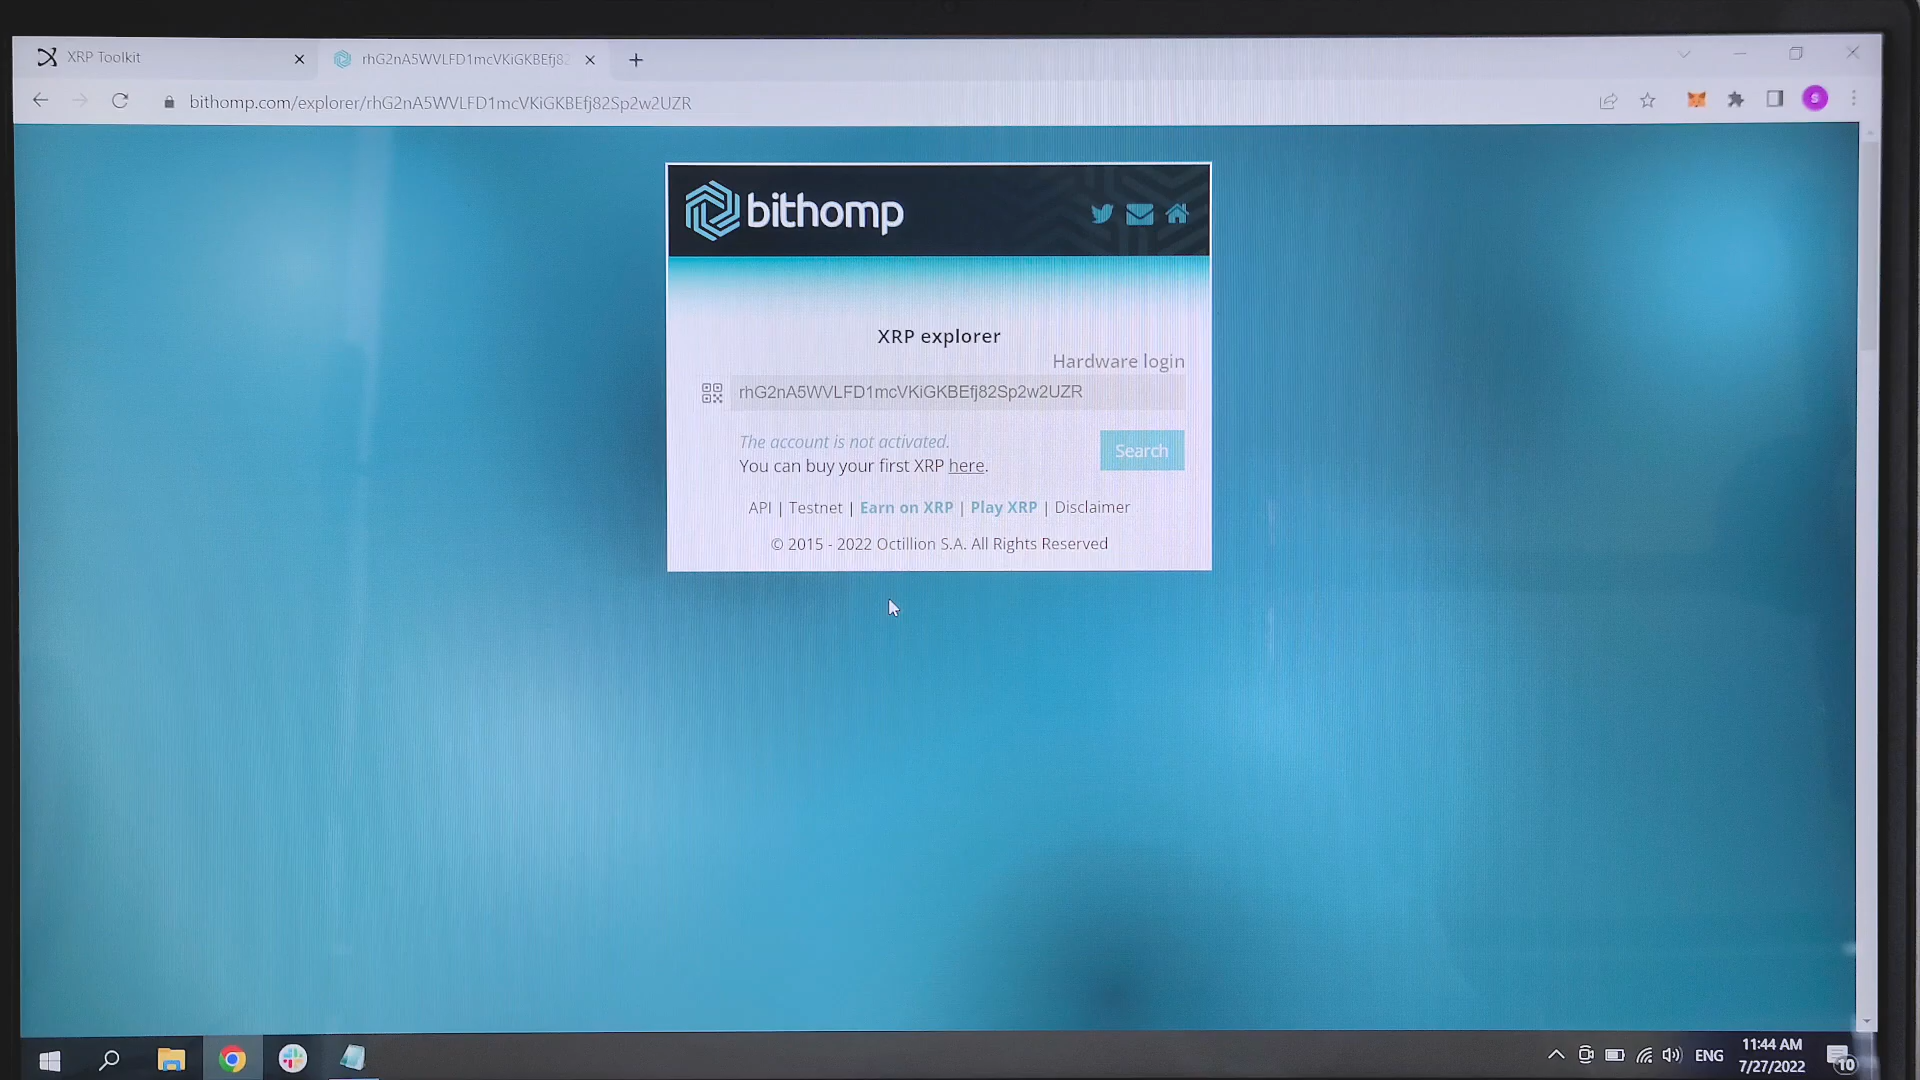 XRP Toolkit
rhG2nA5WVLFD1mcVKiGKBEfj82
bithomp.com/explorer/rhG2nA5WVLFD1mcVKiGKBEfj82Sp2w2UZR
S
bithomp
XRP explorer
Hardware login
rhG2nA5WVLFD1mcVKiGKBEfj82Sp2w2UZR
The account is not activated.
You can buy your first XRP here.
Search
API | Testnet | Earn on XRP | Play XRP | Disclaimer
© 2015 - 2022 Octillion S.A. All Rights Reserved
ENG
11:44 AM
7/27/2022
10